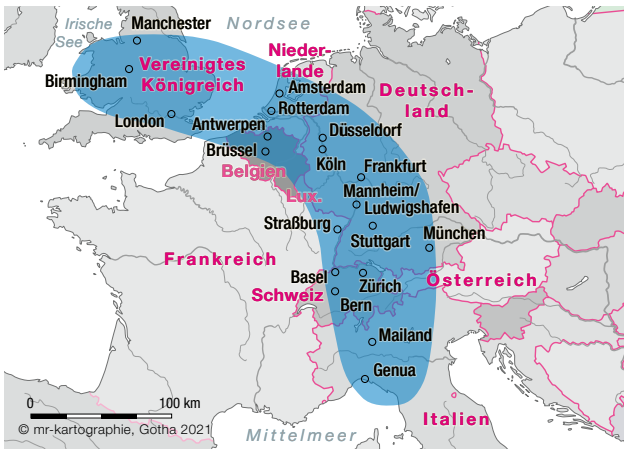 Irische
See
Manchester
Nordsee
Birmingham
Vereinigtes
Königreich
Nieder-
lande
Amsterdam
Rotterdam
Deutsch-
land
London
Antwerpen
Brüssel
Düsseldorf
Köln
Belgien
Frankfurt
Lux.
Mannheim/
Ludwigshafen
Straßburg
Stuttgart
München
Frankreich
Basel
Zürich
Österreich
Schweiz
Bern
Mailand
Genua
0
100 km
Italien
© mr-kartographie, Gotha 2021
Mittelmeer